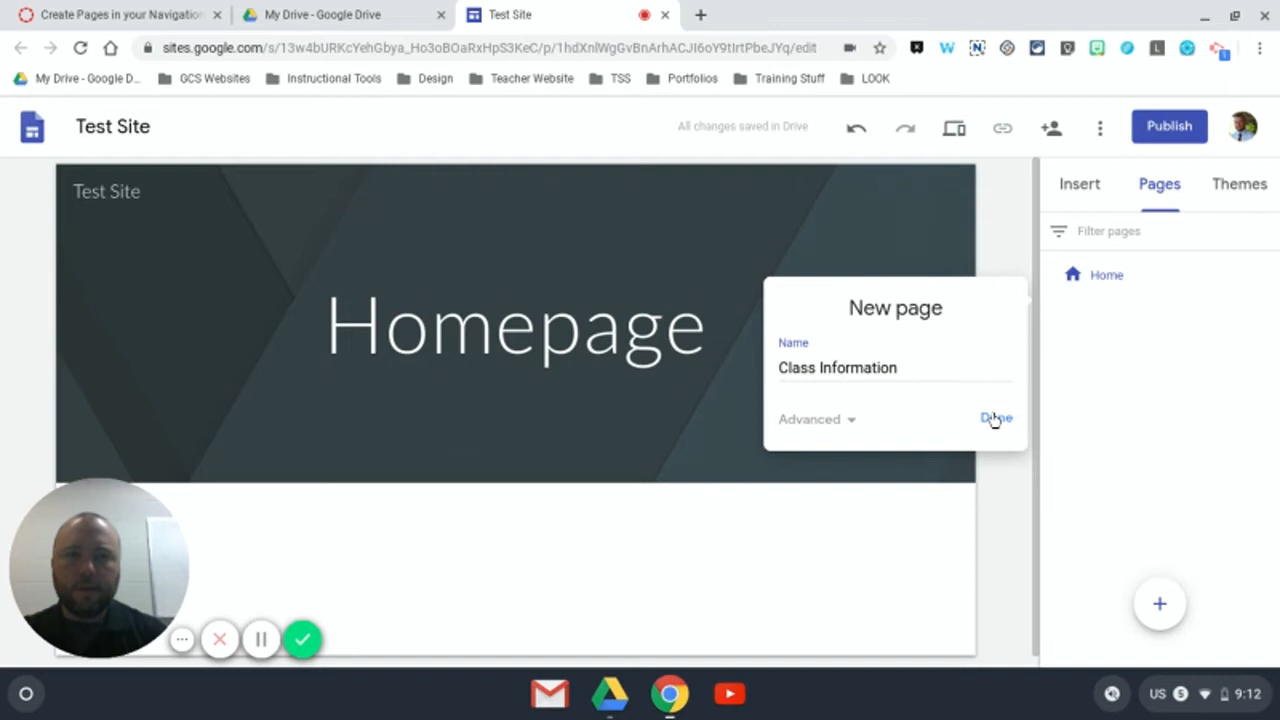 Create Pages in your Navigation
My Drive - Google Drive
Test Site
sites.google.com/s/13w4bURKcYehGbya_Ho3oBOaRxHpS3KeC/p/1hdXnlWgGvBnArhACJI6oY9tIrtPbeJYq/edit
My Drive - Google D...
GCS Websites
Instructional Tools
Design
Teacher Website
TSS
Portfolios
Training Stuff
LOOK
Test Site
All changes saved in Drive
Publish
Test Site
Homepage
New page
Name
Class Information
Advanced
Done
Insert
Pages
Themes
Filter pages
Home
US
9:12